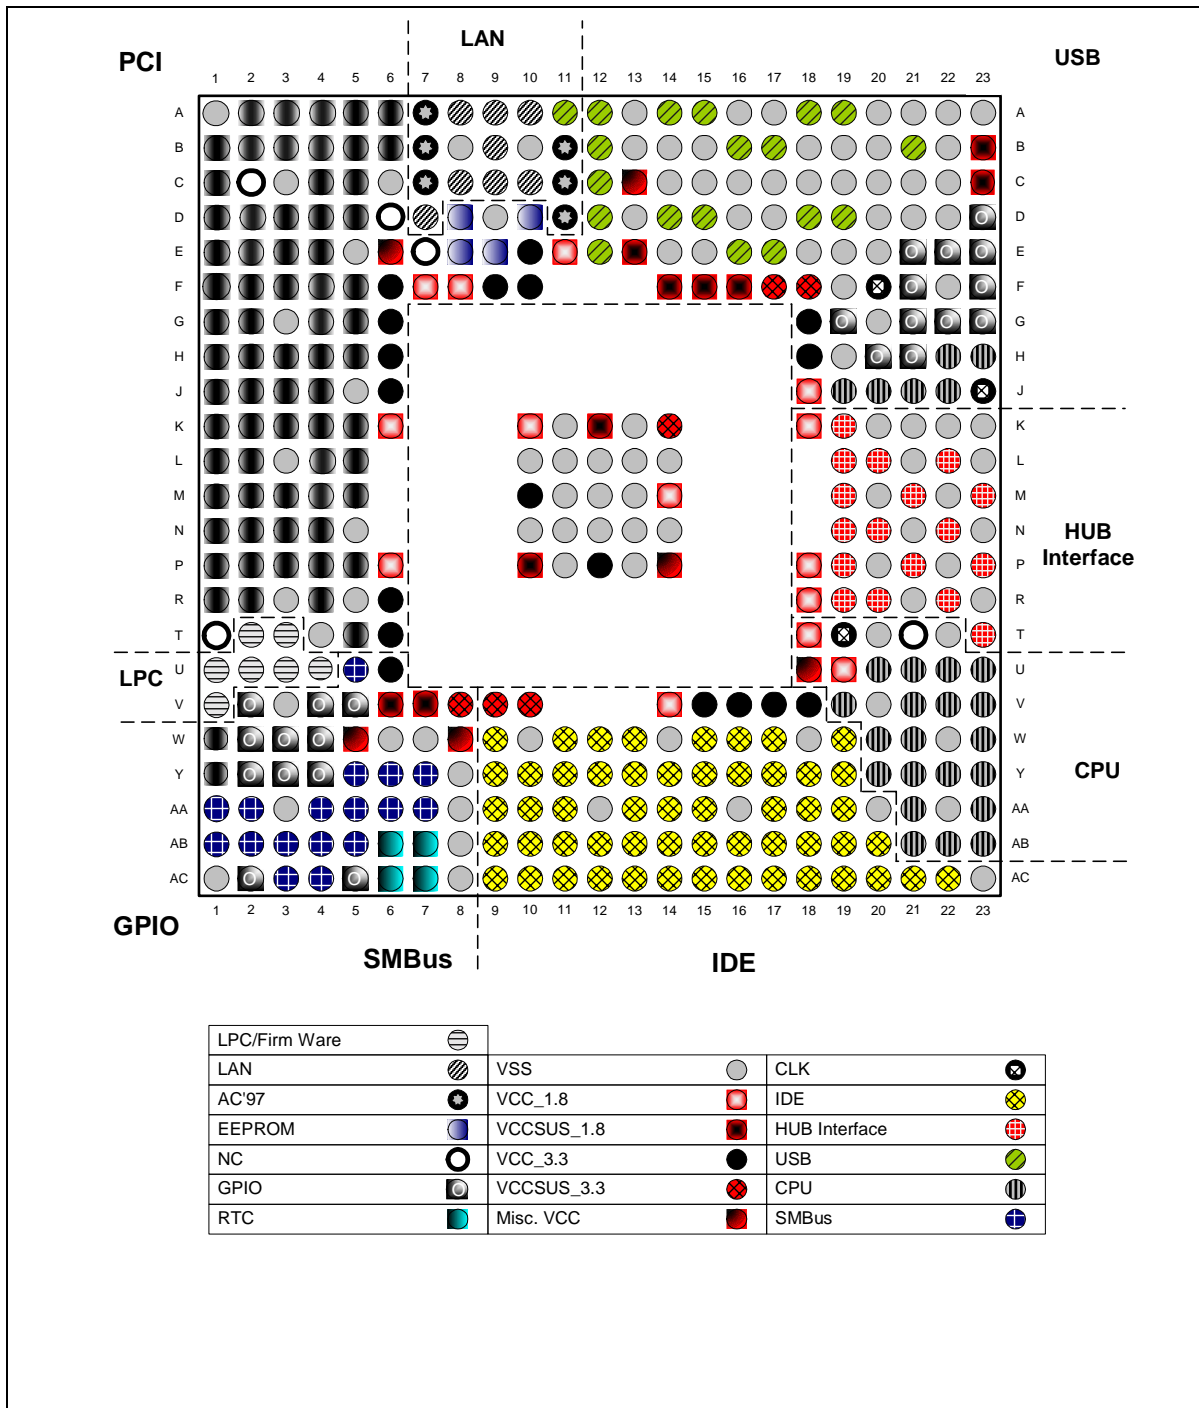 LAN
PCI
USB
1 2 3 4 5 6 7 8 9 10 11 12 13 14 15 16 17 18 19 20 21 22 23
A A
B B
C C
D O D
E O O O E
F O O F
G O O O O G
H O O H
J J
K K
L L
M M
N N
HUB
Interface
P P
R R
T T
LPC
U U
V O O O V
W O O O W
Y O O O Y
CPU
AA AA
AB AB
AC O O AC
1 2 3 4 5 6 7 8 9 10 11 12 13 14 15 16 17 18 19 20 21 22 23
GPIO
SMBus
IDE
LPC/Firm Ware
LAN VSS CLK
AC'97 VCC_1.8 IDE
EEPROM VCCSUS_1.8 HUB Interface
NC VCC_3.3 USB
GPIO O VCCSUS_3.3 CPU
RTC Misc. VCC SMBus